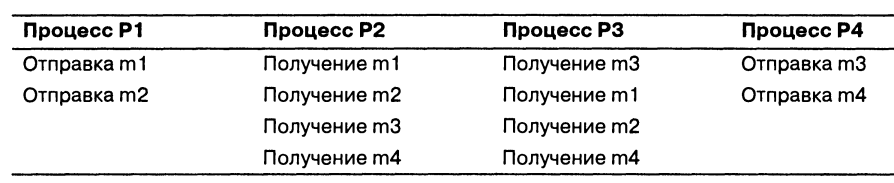 Процесс P1 Процесс P2 Процесс P3 Процесс P4
Отправка m1 Получение m1 Получение m3 Отправка m3
Отправка m2 Получение m2 Получение m1 Отправка m4
Получение m3 Получение m2
Получение m4 Получение m4